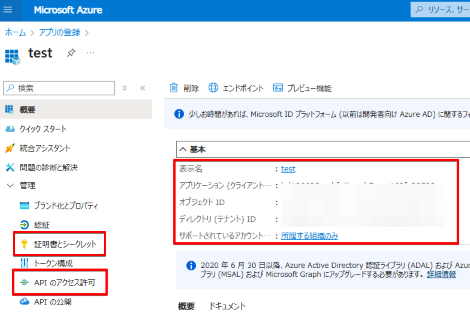 Microsoft Azure
リソース、サー
ホーム > アプリの登録 >
test
検索
削除
エンドポイント
プレビュー機能
概要
クイック スタート
統合アシスタント
問題の診断と解決
管理
ブランド化とプロパティ
認証
証明書とシークレット
トークン構成
API のアクセス許可
API の公開
少しお時間があれば、Microsoft ID プラットフォーム (以前は開発者向け Azure AD) に関するフィ
基本
表示名 : test
アプリケーション (クライアント… :
オブジェクト ID :
ディレクトリ (テナント) ID :
サポートされているアカウント… : 所属する組織のみ
2020 年 6 月 30 日以降、Azure Active Directory 認証ライブラリ (ADAL) および Azur
ブラリ (MSAL) および Microsoft Graph にアップグレードする必要があります。 詳細情報
概要 ドキュメント